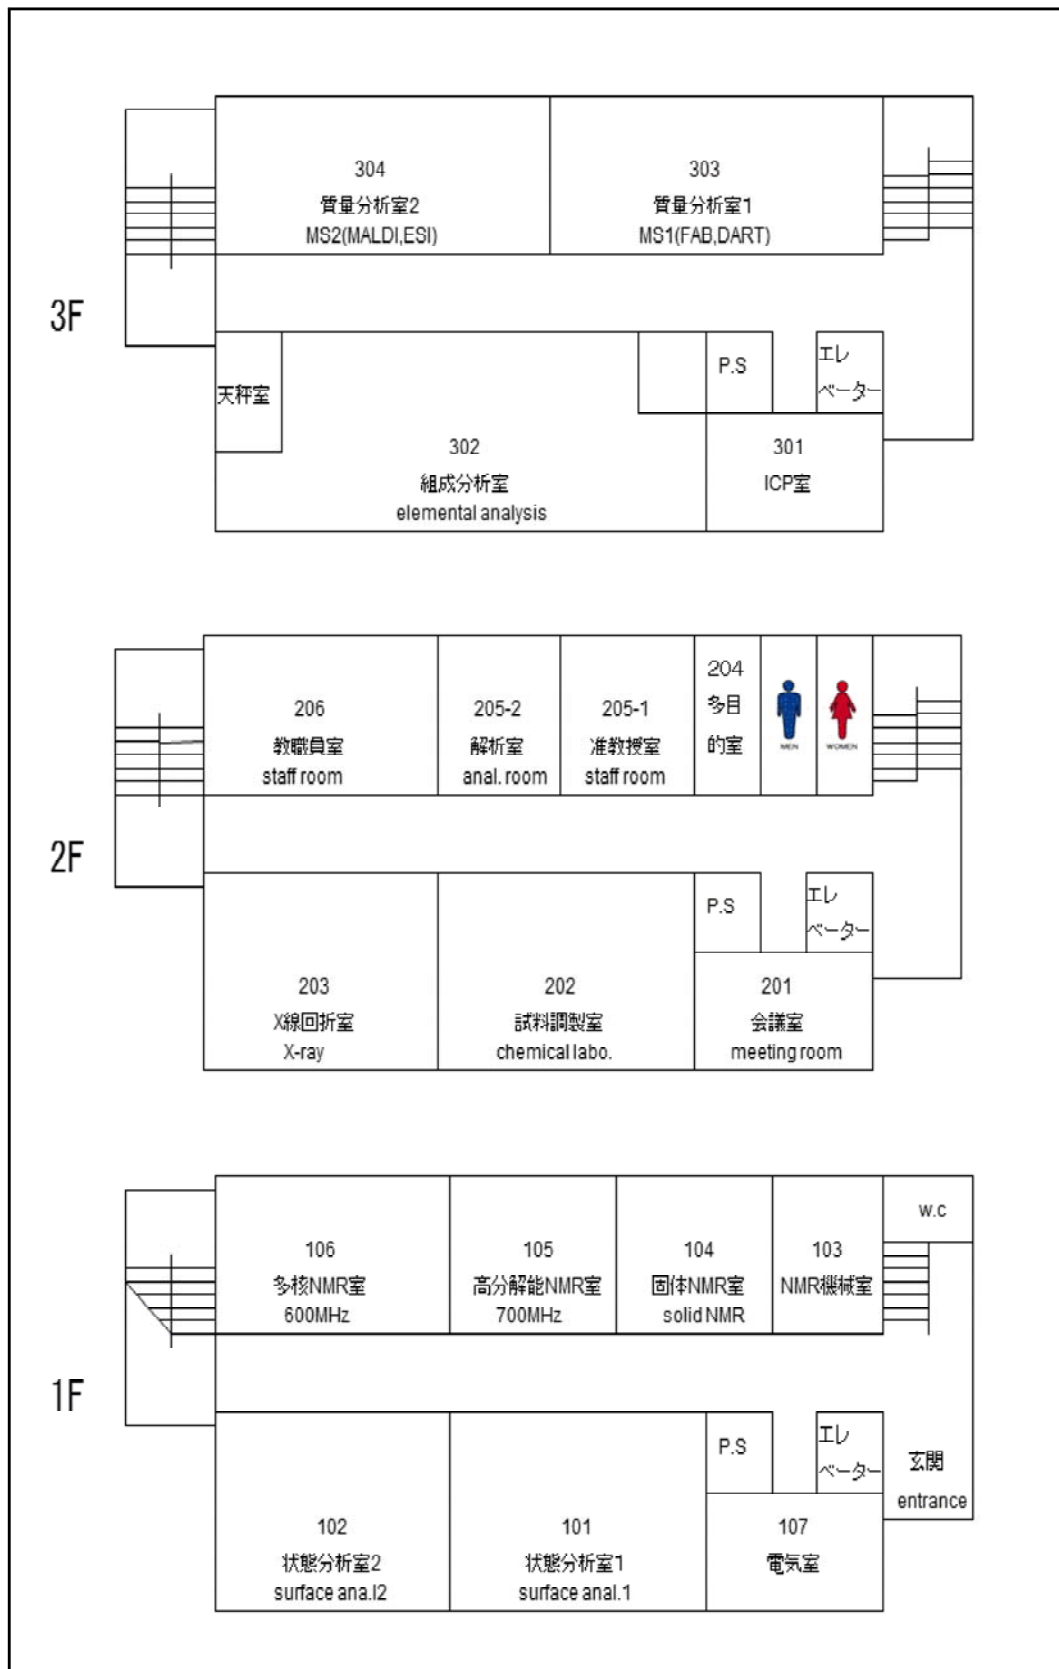 3F
304
質量分析室2
MS2(MALDI,ESI)
303
質量分析室1
MS1(FAB,DART)
天秤室
302
組成分析室
elemental analysis
P.S
エレ
ベーター
301
ICP室
2F
206
教職員室
staff room
205-2
解析室
anal. room
205-1
准教授室
staff room
204
多目
的室
MEN
WOMEN
203
X線回折室
X-ray
202
試料調製室
chemical labo.
P.S
エレ
ベーター
201
会議室
meeting room
1F
106
多核NMR室
600MHz
105
高分解能NMR室
700MHz
104
固体NMR室
solid NMR
103
NMR機械室
w.c
102
状態分析室2
surface ana.l2
101
状態分析室1
surface anal.1
P.S
エレ
ベーター
107
電気室
玄関
entrance